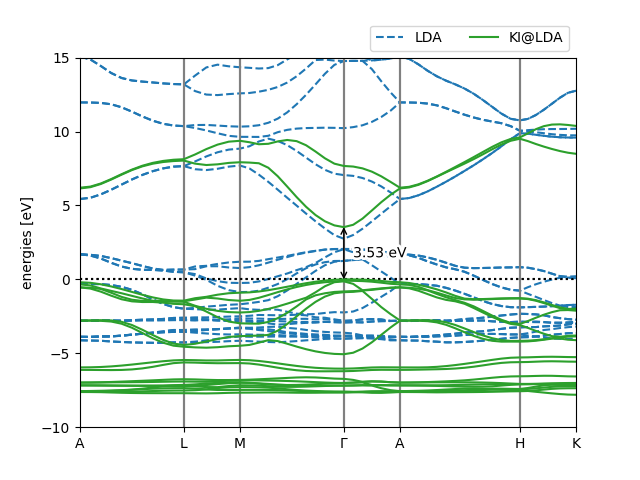 LDA KI@LDA
15
10
5
0
−5
−10
energies [eV]
3.53 eV
A L M Γ A H K